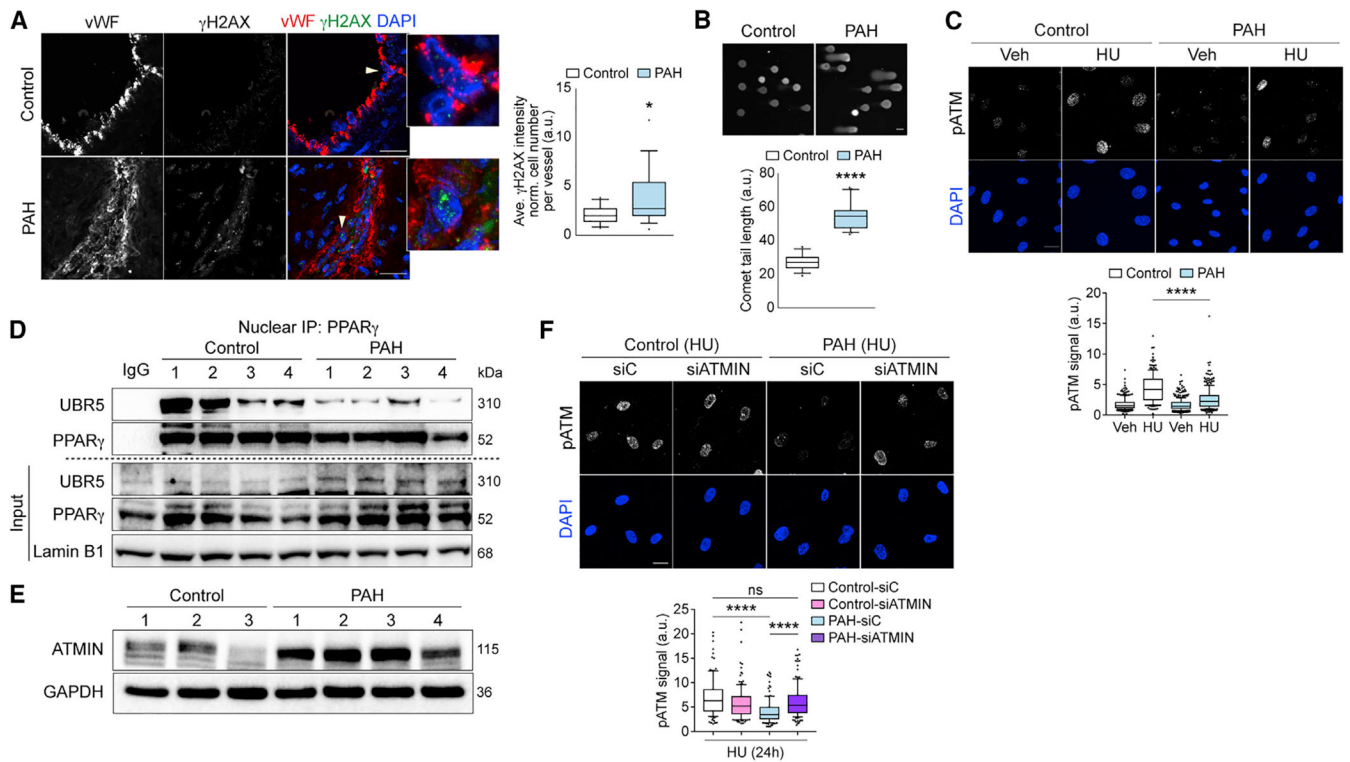 A
vWF
γH2AX
vWF γH2AX DAPI
Control
PAH
Control PAH
Ave. γH2AX intensity
norm. cell number
per vessel (a.u.)
15
10
5
0
*
B
Control
PAH
Control PAH
Comet tail length (a.u.)
80
60
40
20
0
****
C
Control
PAH
Veh
HU
Veh
HU
pATM
DAPI
Control PAH
pATM signal (a.u.)
20
15
10
5
0
****
Veh HU Veh HU
D
Nuclear IP: PPARγ
Control
PAH
IgG 1 2 3 4 1 2 3 4 kDa
UBR5 310
PPARγ 52
Input
UBR5 310
PPARγ 52
Lamin B1 68
E
Control
PAH
1 2 3 1 2 3 4
ATMIN 115
GAPDH 36
F
Control (HU)
PAH (HU)
siC
siATMIN
siC
siATMIN
pATM
DAPI
pATM signal (a.u.)
25
20
15
10
5
0
ns
****
****
Control-siC
Control-siATMIN
PAH-siC
PAH-siATMIN
HU (24h)